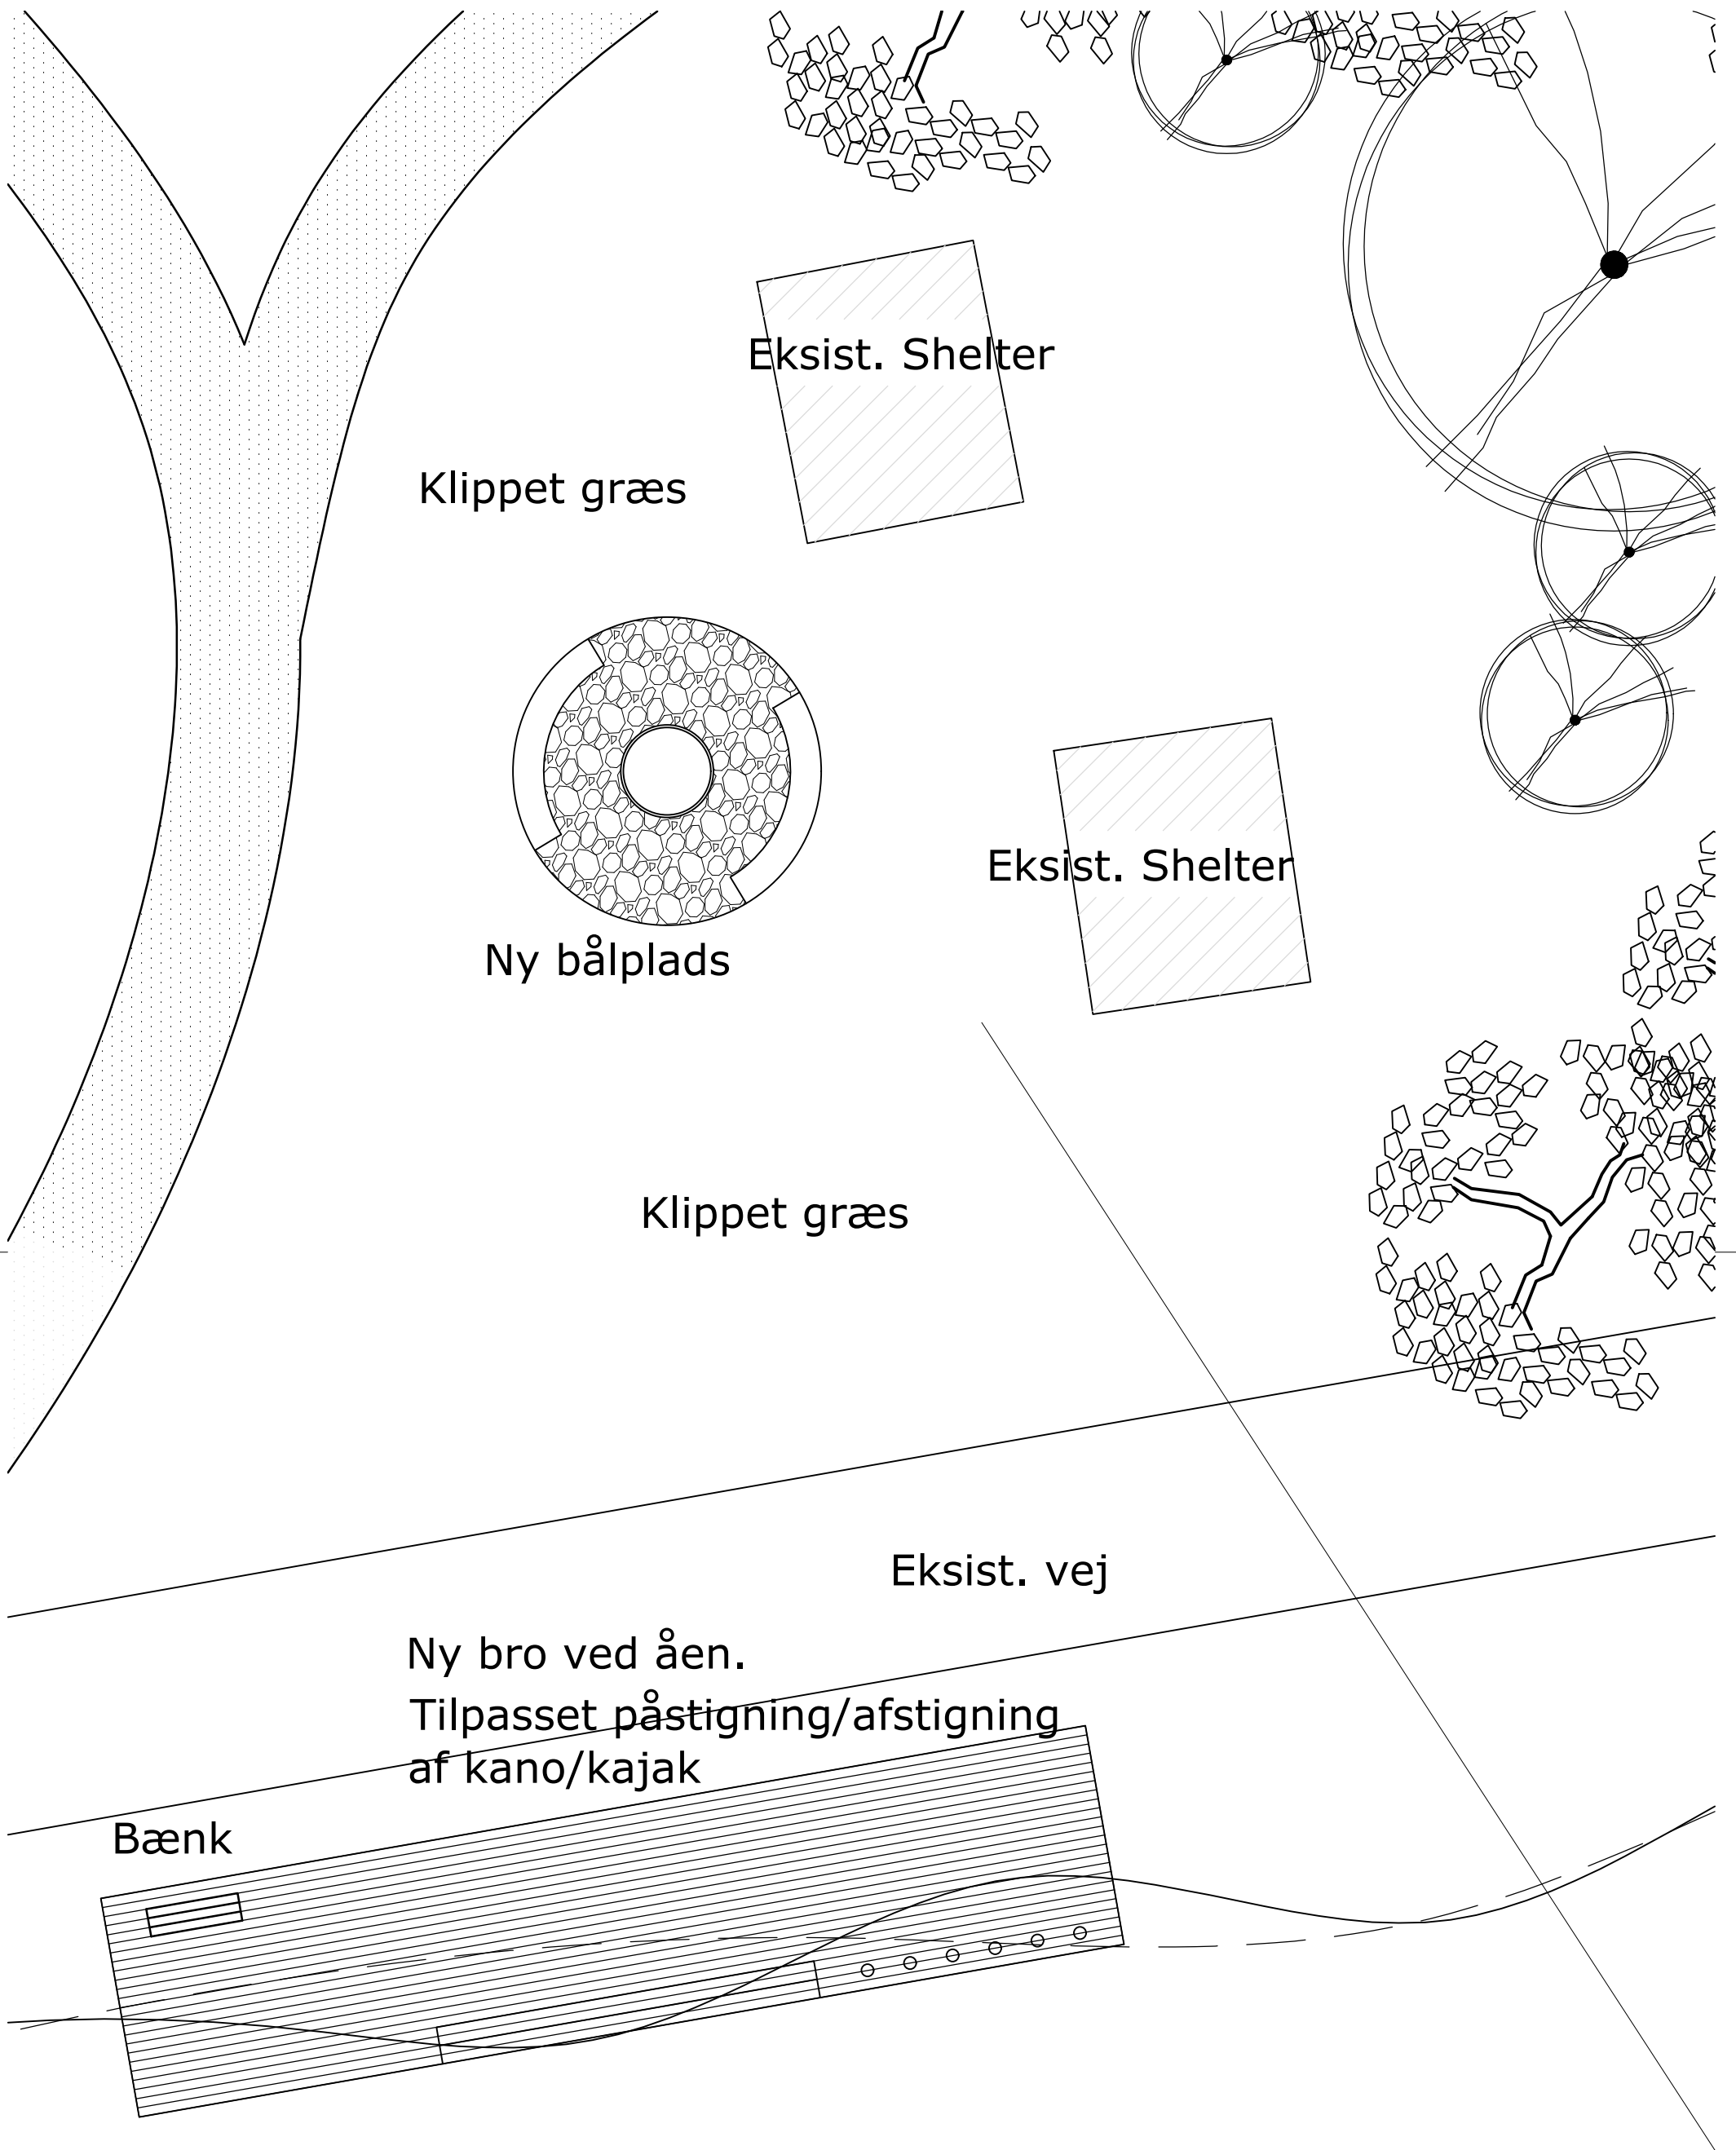 Eksist. Shelter
Klippet græs
Eksist. Shelter
Ny bålplads
Klippet græs
Eksist. vej
Ny bro ved åen.
Tilpasset påstigning/afstigning
af kano/kajak
Bænk